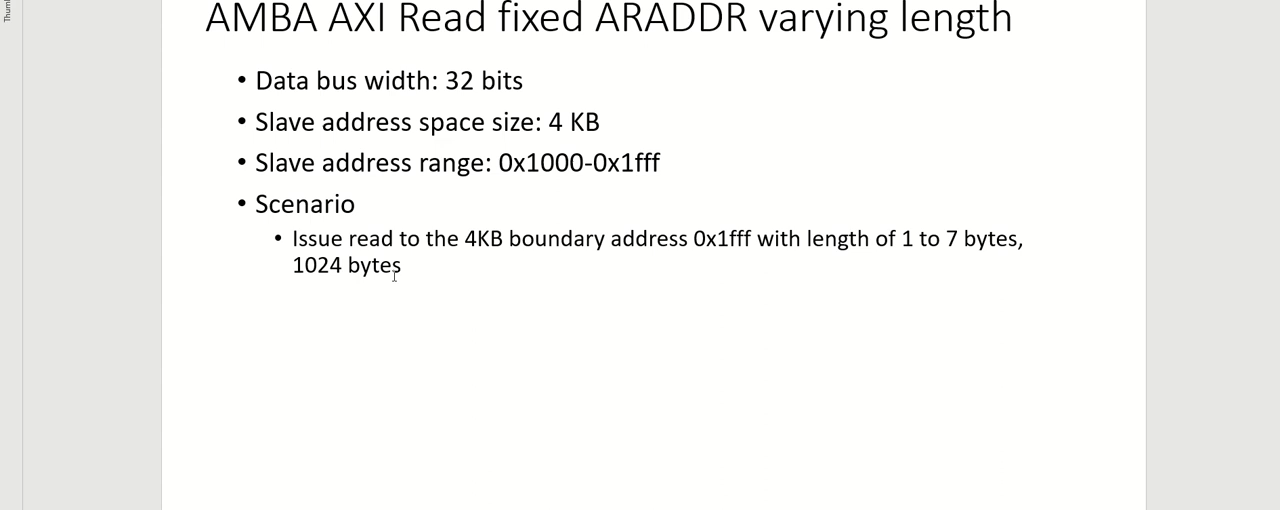 AMBA AXI Read fixed ARADDR varying length
• Data bus width: 32 bits
• Slave address space size: 4 KB
• Slave address range: 0x1000-0x1fff
• Scenario
• Issue read to the 4KB boundary address 0x1fff with length of 1 to 7 bytes,
1024 bytes